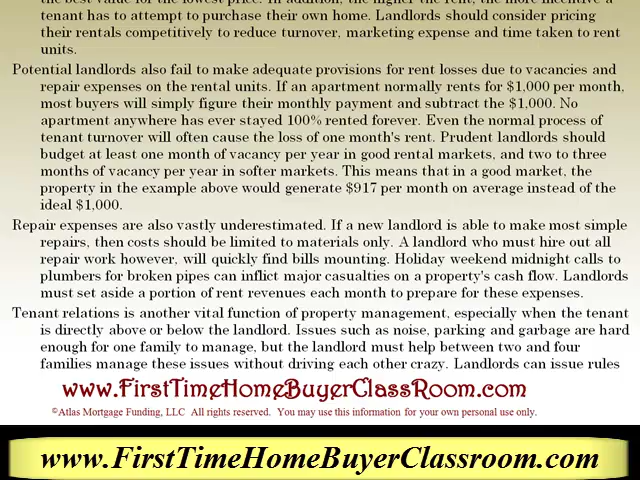 the best value for the lowest price. In addition, the higher the rent, the more incentive a
tenant has to attempt to purchase their own home. Landlords should consider pricing
their rentals competitively to reduce turnover, marketing expense and time taken to rent
units.
Potential landlords also fail to make adequate provisions for rent losses due to vacancies and
repair expenses on the rental units. If an apartment normally rents for $1,000 per month,
most buyers will simply figure their monthly payment and subtract the $1,000. No
apartment anywhere has ever stayed 100% rented forever. Even the normal process of
tenant turnover will often cause the loss of one month's rent. Prudent landlords should
budget at least one month of vacancy per year in good rental markets, and two to three
months of vacancy per year in softer markets. This means that in a good market, the
property in the example above would generate $917 per month on average instead of the
ideal $1,000.
Repair expenses are also vastly underestimated. If a new landlord is able to make most simple
repairs, then costs should be limited to materials only. A landlord who must hire out all
repair work however, will quickly find bills mounting. Holiday weekend midnight calls to
plumbers for broken pipes can inflict major casualties on a property's cash flow. Landlords
must set aside a portion of rent revenues each month to prepare for these expenses.
Tenant relations is another vital function of property management, especially when the tenant
is directly above or below the landlord. Issues such as noise, parking and garbage are hard
enough for one family to manage, but the landlord must help between two and four
families manage these issues without driving each other crazy. Landlords can issue rules
www.FirstTimeHomeBuyerClassRoom.com
©Atlas Mortgage Funding, LLC All rights reserved. You may use this information for your own personal use only.
www.FirstTimeHomeBuyerClassroom.com